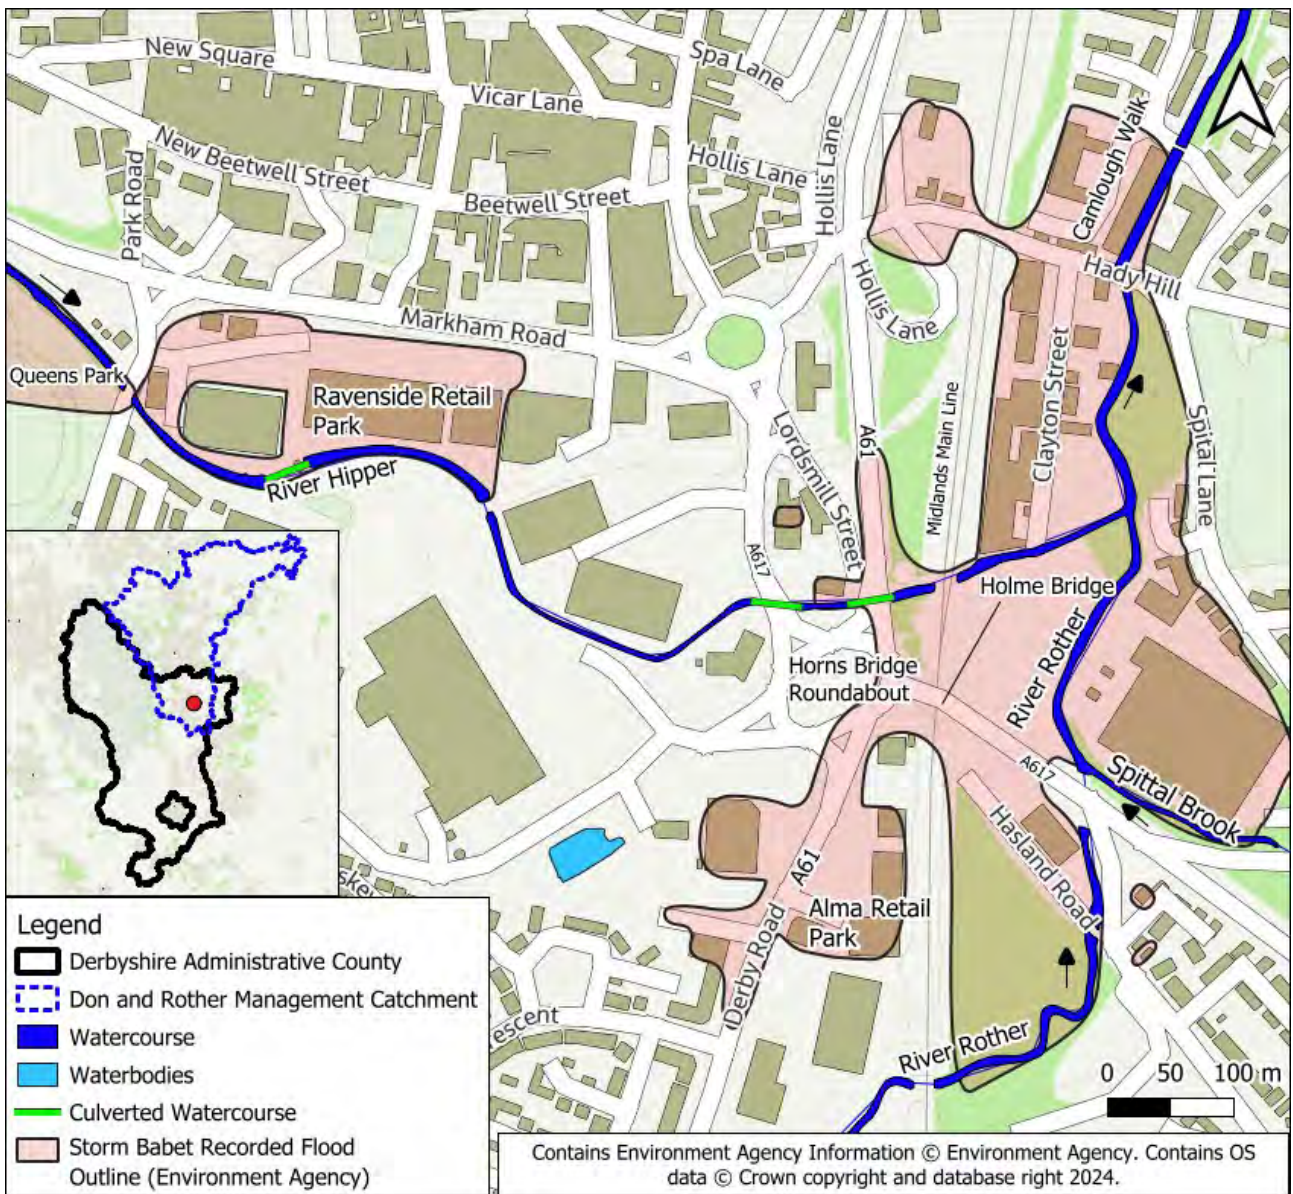 New Square
Spa Lane
Vicar Lane
Camlough Walk
New Beetwell Street
Hollis Lane
Hollis Lane
Park Road
Beetwell Street
Hady Hill
Hollis Lane
Markham Road
Queens Park
Ravenside Retail
Park
Clayton Street
Midlands Main Line
Spital Lane
A61
Lordsmill Street
River Hipper
A617
Holme Bridge
Horns Bridge
Roundabout
River Rother
A617
Spittal Brook
Hasland Road
A61
Alma Retail
Park
Derby Road
River Rother
escent
skey
0 50 100 m
Legend
Derbyshire Administrative County
Don and Rother Management Catchment
Watercourse
Waterbodies
Culverted Watercourse
Storm Babet Recorded Flood
Outline (Environment Agency)
Contains Environment Agency Information © Environment Agency. Contains OS
data © Crown copyright and database right 2024.